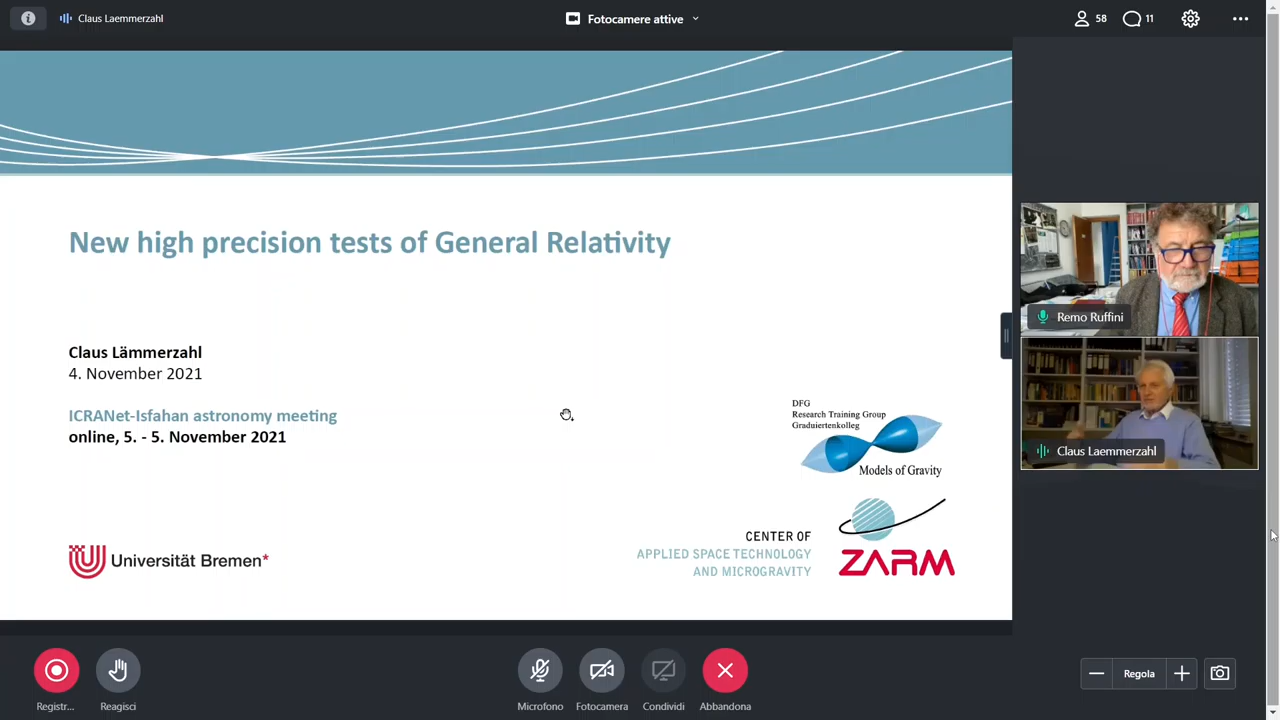 Claus Laemmerzahl
Fotocamere attive
58
11
New high precision tests of General Relativity
Claus Lämmerzahl
4. November 2021
ICRANet-Isfahan astronomy meeting
online, 5. - 5. November 2021
DFG
Research Training Group
Graduiertenkolleg
Models of Gravity
CENTER OF
APPLIED SPACE TECHNOLOGY
AND MICROGRAVITY
ZARM
Universität Bremen*
Remo Ruffini
Claus Laemmerzahl
Registr...
Reagisci
Microfono
Fotocamera
Condividi
Abbandona
Regola